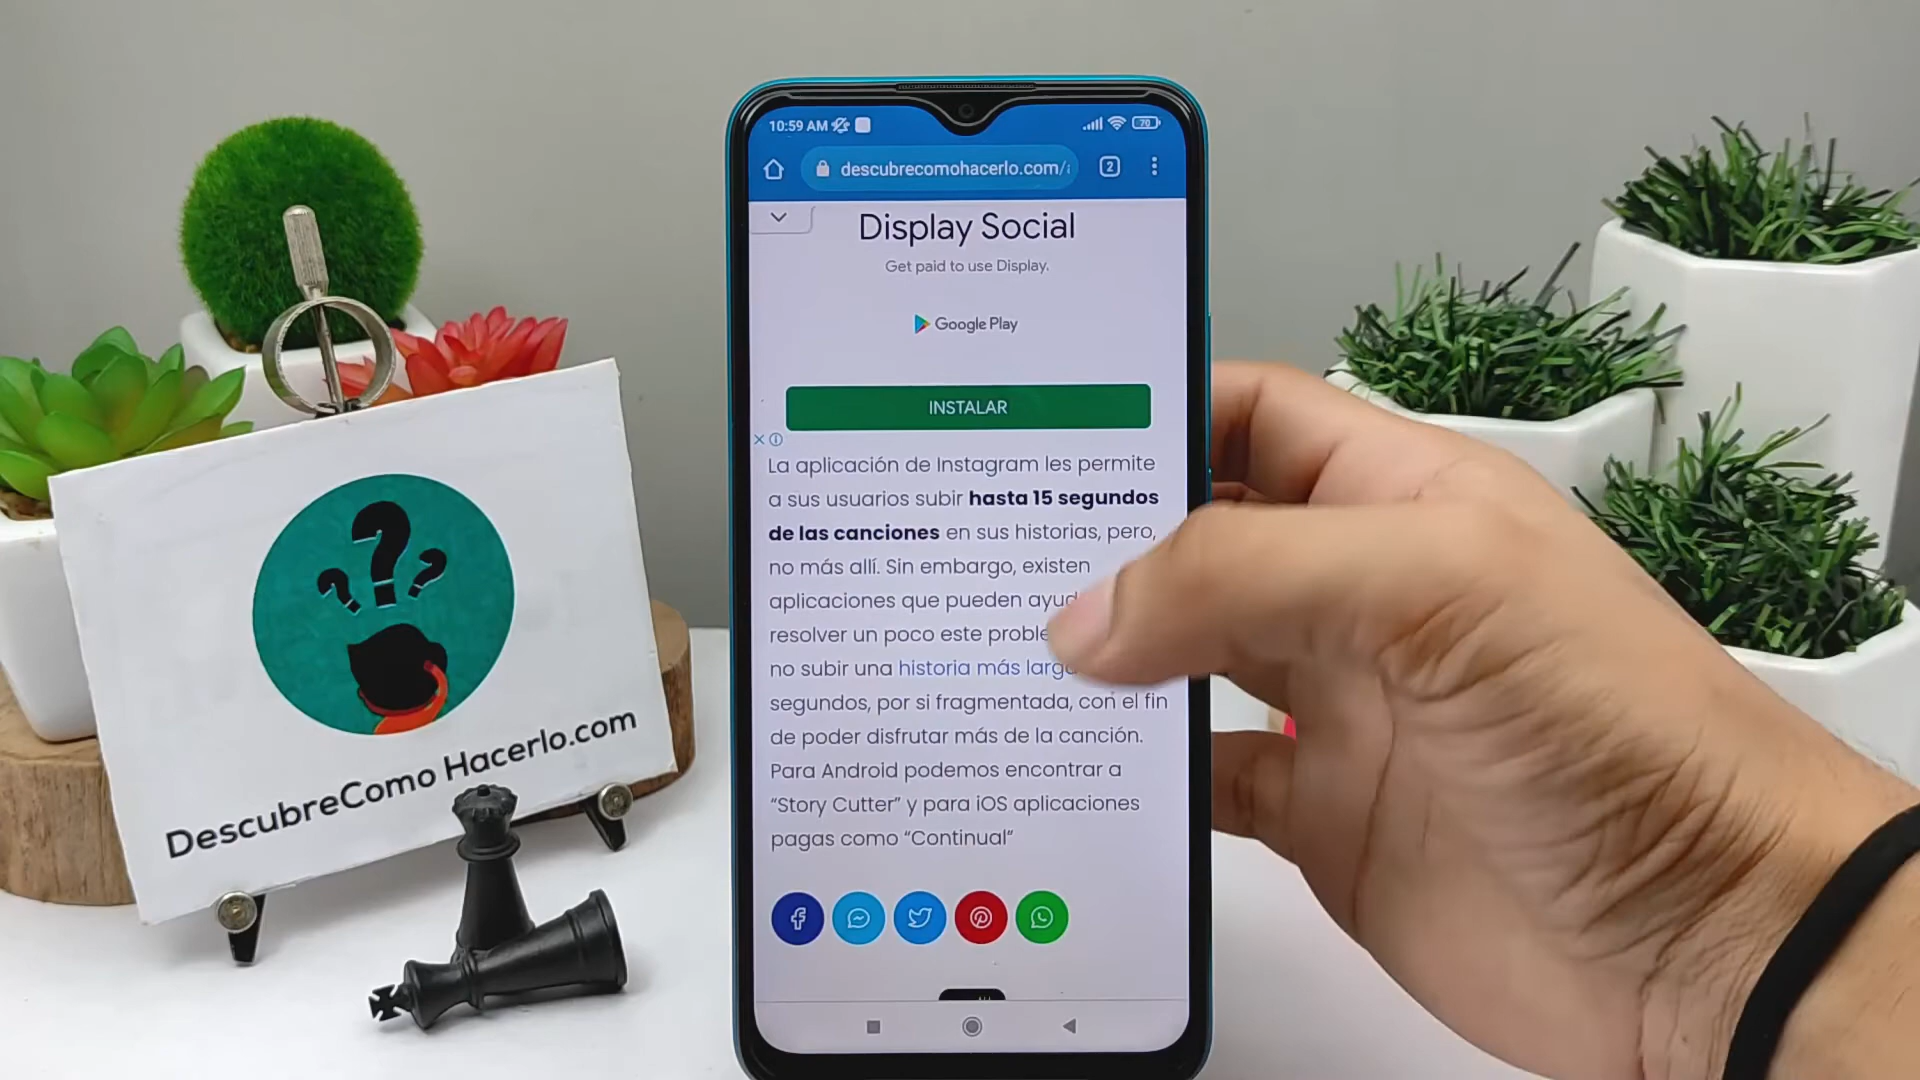 10:59 AM
70
descubrecomohacerlo.com/
2
Display Social
Get paid to use Display.
Google Play
INSTALAR
La aplicación de Instagram les permite
a sus usuarios subir hasta 15 segundos
de las canciones en sus historias, pero,
no más allí. Sin embargo, existen
aplicaciones que pueden ayud
resolver un poco este proble
no subir una historia más larg
segundos, por si fragmentada, con el fin
de poder disfrutar más de la canción.
Para Android podemos encontrar a
“Story Cutter” y para iOS aplicaciones
pagas como “Continual”
???
DescubreComo Hacerlo.com